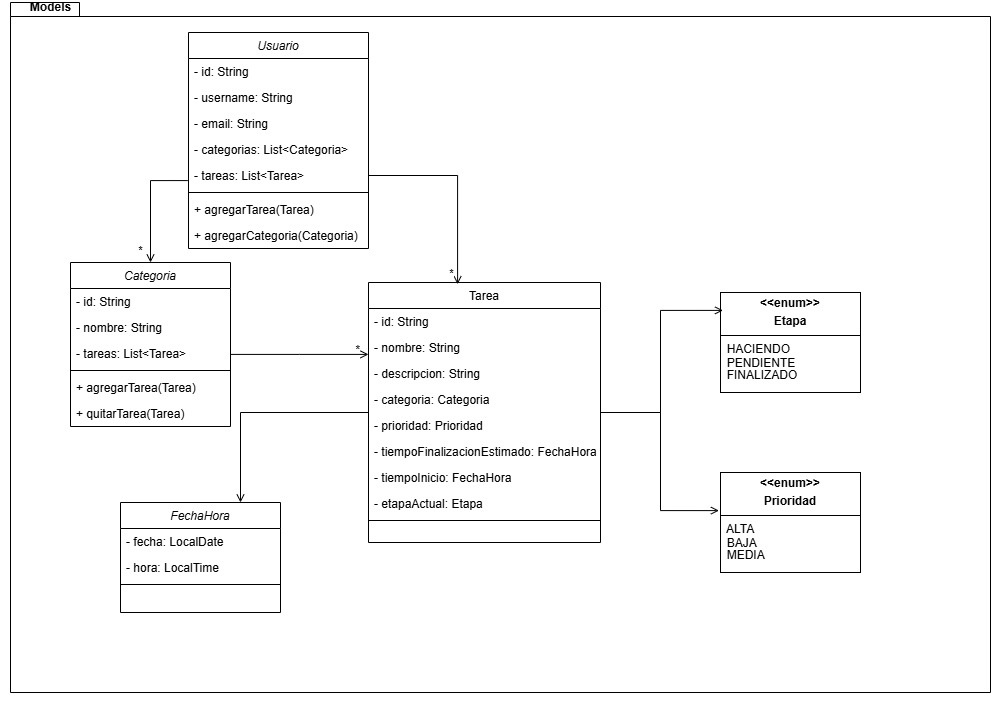 Models
Usuario
- id: String
- username: String
- email: String
- categorias: List<Categoria>
- tareas: List<Tarea>
+ agregarTarea(Tarea)
+ agregarCategoria(Categoria)
*
*
Categoria
- id: String
- nombre: String
- tareas: List<Tarea>
+ agregarTarea(Tarea)
+ quitarTarea(Tarea)
*
Tarea
- id: String
- nombre: String
- descripcion: String
- categoria: Categoria
- prioridad: Prioridad
- tiempoFinalizacionEstimado: FechaHora
- tiempoInicio: FechaHora
- etapaActual: Etapa
<<enum>>
Etapa
HACIENDO
PENDIENTE
FINALIZADO
<<enum>>
Prioridad
ALTA
BAJA
MEDIA
FechaHora
- fecha: LocalDate
- hora: LocalTime